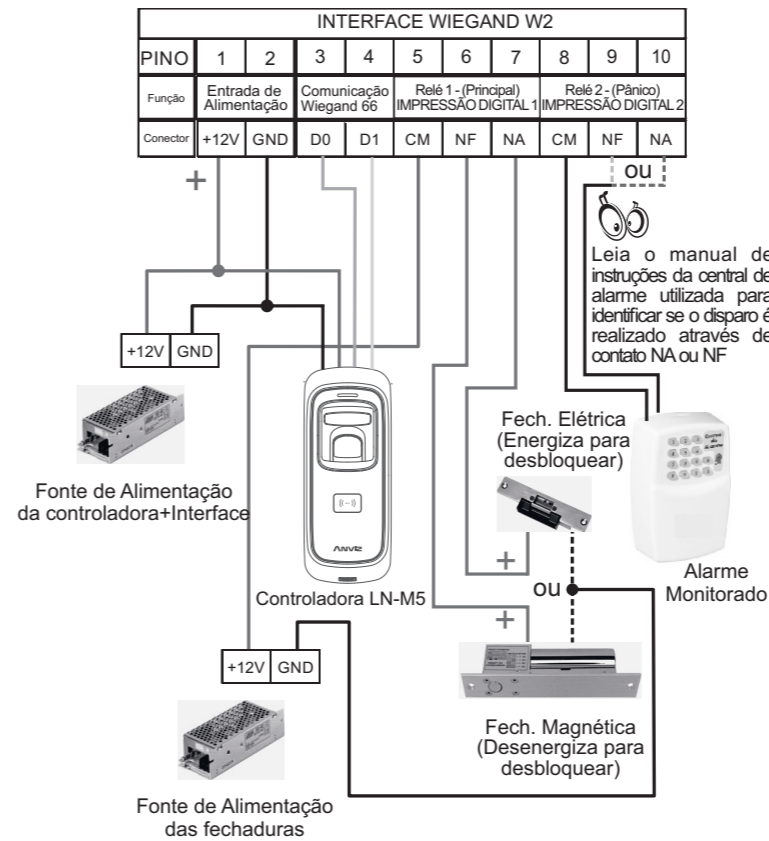 INTERFACE WIEGAND W2
PINO 1 2 3 4 5 6 7 8 9 10
Função Entrada de Alimentação Comunicação Wiegand 66 Relé 1 - (Principal) IMPRESSÃO DIGITAL 1 Relé 2 - (Pânico) IMPRESSÃO DIGITAL 2
Conector +12V GND D0 D1 CM NF NA CM NF NA
+
ou
Leia o manual de
instruções da central de
alarme utilizada para
identificar se o disparo é
realizado através de
contato NA ou NF
+12V GND
Fonte de Alimentação
da controladora+Interface
ANVIZ
Controladora LN-M5
Fech. Elétrica
(Energiza para
desbloquear)
+
ou
+
Alarme
Monitorado
+12V GND
Fech. Magnética
(Desenergiza para
desbloquear)
Fonte de Alimentação
das fechaduras